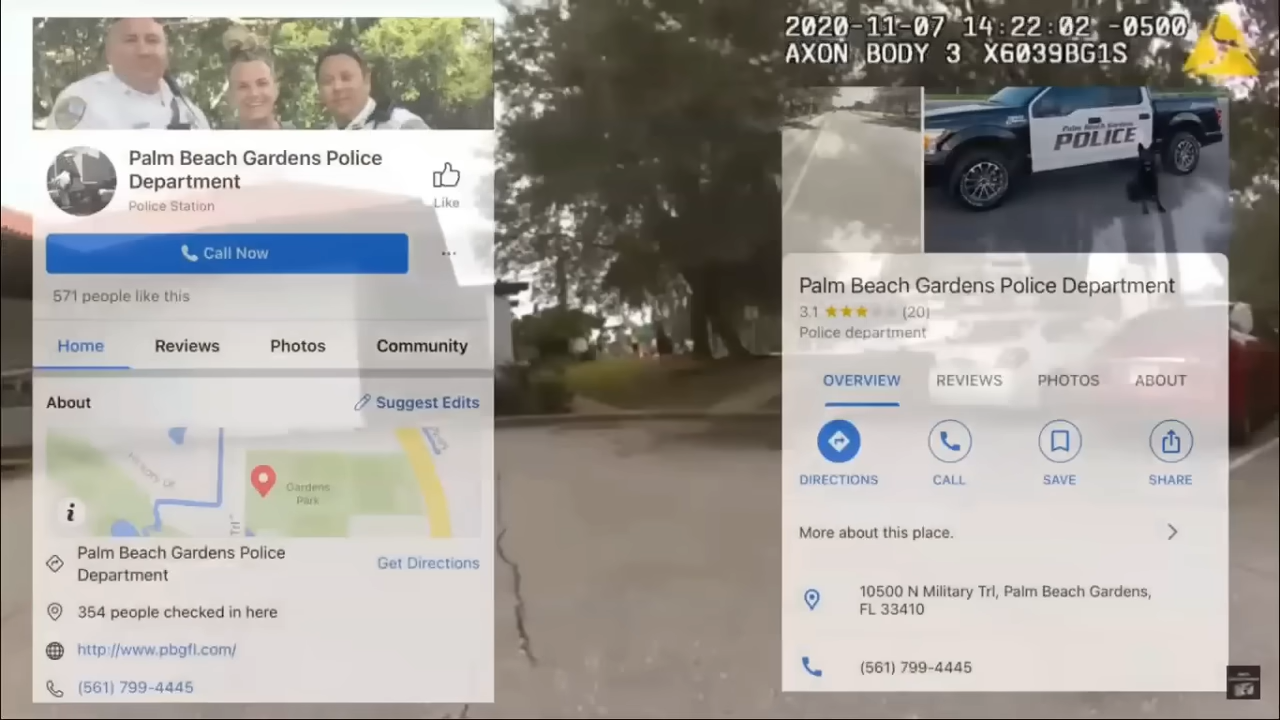 2020-11-07 14:22:02 -0500
AXON BODY 3 X6039BG1S
Palm Beach Gardens Police
Department
Police Station
Like
Call Now
571 people like this
Home Reviews Photos Community
About
Suggest Edits
Gardens
Park
Palm Beach Gardens Police
Department
Get Directions
354 people checked in here
http://www.pbgfl.com/
(561) 799-4445
Palm Beach Gardens
POLICE
Palm Beach Gardens Police Department
3.1 (20)
Police department
OVERVIEW REVIEWS PHOTOS ABOUT
DIRECTIONS CALL SAVE SHARE
More about this place.
10500 N Military Trl, Palm Beach Gardens,
FL 33410
(561) 799-4445